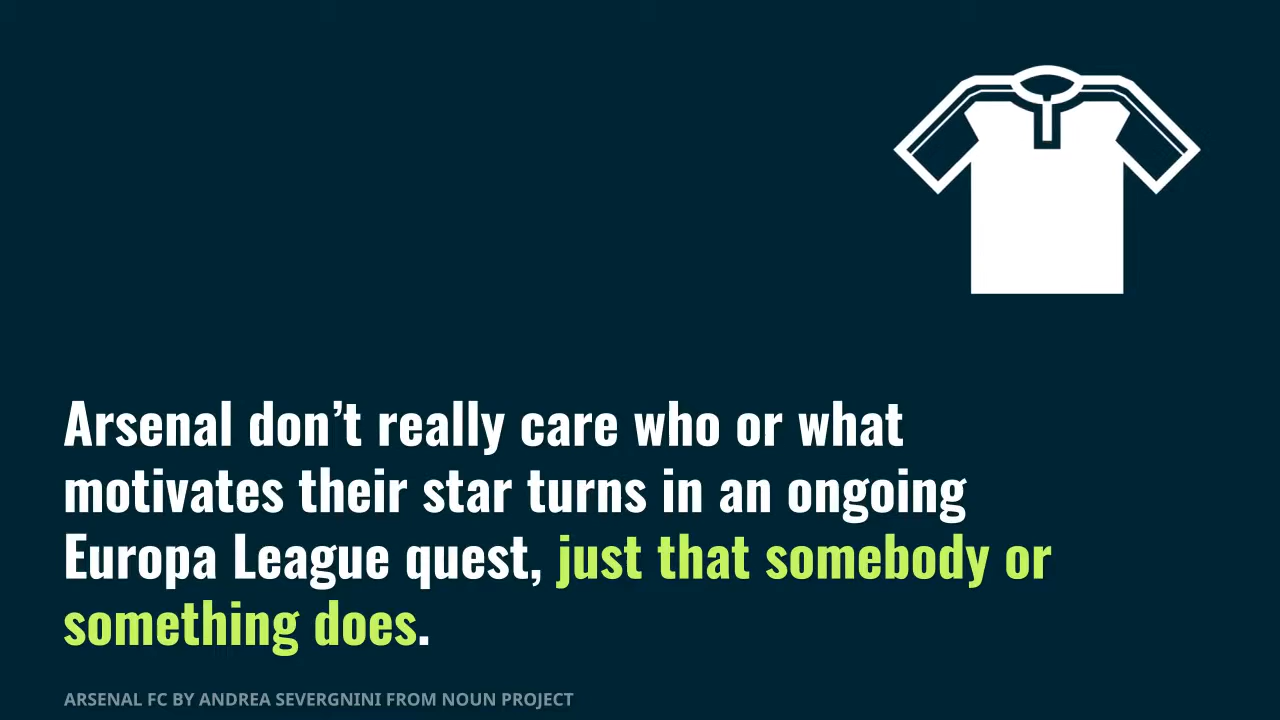 Arsenal don’t really care who or what
motivates their star turns in an ongoing
Europa League quest, just that somebody or
something does.
ARSENAL FC BY ANDREA SEVERGNINI FROM NOUN PROJECT